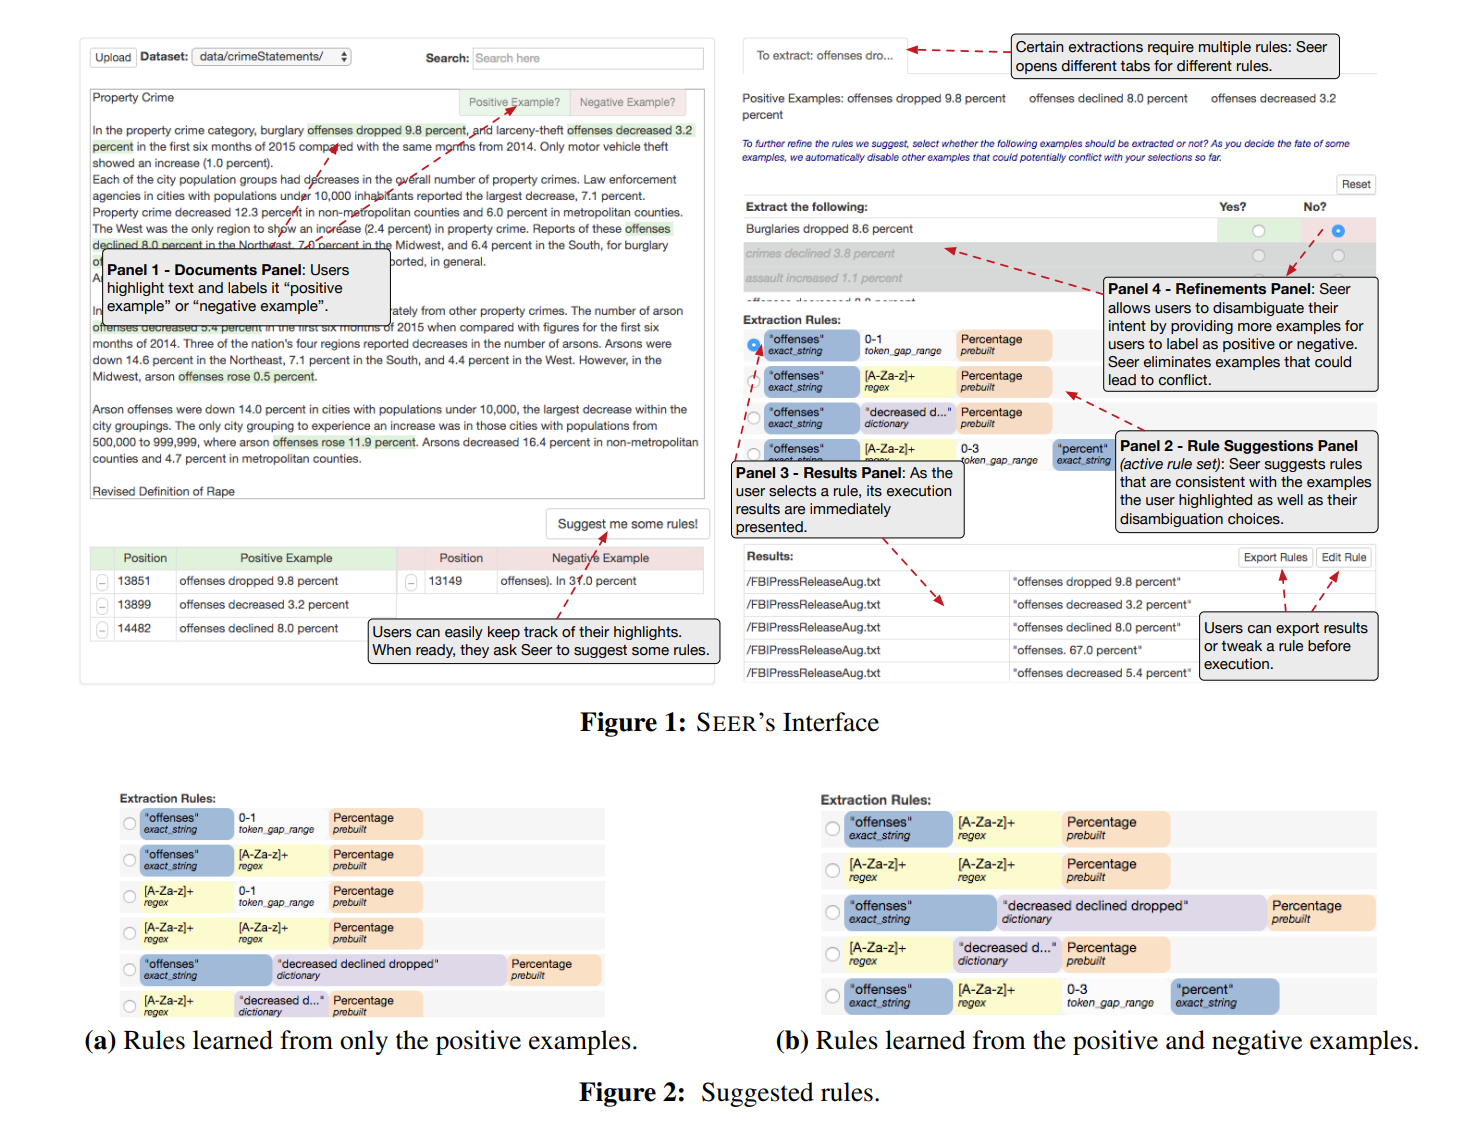 Upload Dataset: data/crimeStatements/ Search: Search here
Property Crime
Positive Example? Negative Example?
In the property crime category, burglary offenses dropped 9.8 percent, and larceny-theft offenses decreased 3.2
percent in the first six months of 2015 compared with the same months from 2014. Only motor vehicle theft
showed an increase (1.0 percent).
Each of the city population groups had decreases in the overall number of property crimes. Law enforcement
agencies in cities with populations under 10,000 inhabitants reported the largest decrease, 7.1 percent.
Property crime decreased 12.3 percent in non-metropolitan counties and 6.0 percent in metropolitan counties.
The West was the only region to show an increase (2.4 percent) in property crime. Reports of these offenses
declined 8.0 percent in the Northeast, 7.0 percent in the Midwest, and 6.4 percent in the South, for burglary
ported, in general.
Panel 1 - Documents Panel: Users
highlight text and labels it “positive
example” or “negative example”.
In
rately from other property crimes. The number of arson
offenses decreased 5.4 percent in the first six months of 2015 when compared with figures for the first six
months of 2014. Three of the nation's four regions reported decreases in the number of arsons. Arsons were
down 14.6 percent in the Northeast, 7.1 percent in the South, and 4.4 percent in the West. However, in the
Midwest, arson offenses rose 0.5 percent.
Arson offenses were down 14.0 percent in cities with populations under 10,000, the largest decrease within the
city groupings. The only city grouping to experience an increase was in those cities with populations from
500,000 to 999,999, where arson offenses rose 11.9 percent. Arsons decreased 16.4 percent in non-metropolitan
counties and 4.7 percent in metropolitan counties.
Revised Definition of Rape
Suggest me some rules!
Position Positive Example Position Negative Example
13851 offenses dropped 9.8 percent 13149 offenses). In 31.0 percent
13899 offenses decreased 3.2 percent
14482 offenses declined 8.0 percent
Users can easily keep track of their highlights.
When ready, they ask Seer to suggest some rules.
To extract: offenses dro...
Certain extractions require multiple rules: Seer
opens different tabs for different rules.
Positive Examples: offenses dropped 9.8 percent offenses declined 8.0 percent offenses decreased 3.2
percent
To further refine the rules we suggest, select whether the following examples should be extracted or not? As you decide the fate of some
examples, we automatically disable other examples that could potentially conflict with your selections so far.
Reset
Extract the following: Yes? No?
Burglaries dropped 8.6 percent
crimes declined 3.8 percent
assault increased 1.1 percent
Panel 4 - Refinements Panel: Seer
allows users to disambiguate their
intent by providing more examples for
users to label as positive or negative.
Seer eliminates examples that could
lead to conflict.
Extraction Rules:
"offenses" 0-1 Percentage
exact_string token_gap_range prebuilt
"offenses" [A-Za-z]+ Percentage
exact_string regex prebuilt
"offenses" "decreased d..." Percentage
exact_string dictionary prebuilt
"offenses" [A-Za-z]+ 0-3 "percent"
token_gap_range exact_string
Panel 2 - Rule Suggestions Panel
(active rule set): Seer suggests rules
that are consistent with the examples
the user highlighted as well as their
disambiguation choices.
Panel 3 - Results Panel: As the
user selects a rule, its execution
results are immediately
presented.
Results: Export Rules Edit Rule
/FBIPressReleaseAug.txt "offenses dropped 9.8 percent"
/FBIPressReleaseAug.txt "offenses decreased 3.2 percent"
/FBIPressReleaseAug.txt "offenses declined 8.0 percent"
/FBIPressReleaseAug.txt "offenses. 67.0 percent"
/FBIPressReleaseAug.txt "offenses decreased 5.4 percent"
Users can export results
or tweak a rule before
execution.
Figure 1: SEER's Interface
Extraction Rules:
"offenses" 0-1 Percentage
exact_string token_gap_range prebuilt
"offenses" [A-Za-z]+ Percentage
exact_string regex prebuilt
[A-Za-z]+ 0-1 Percentage
regex token_gap_range prebuilt
[A-Za-z]+ [A-Za-z]+ Percentage
regex regex prebuilt
"offenses" "decreased declined dropped" Percentage
exact_string dictionary prebuilt
[A-Za-z]+ "decreased d..." Percentage
regex dictionary prebuilt
(a) Rules learned from only the positive examples.
Extraction Rules:
"offenses" [A-Za-z]+ Percentage
exact_string regex prebuilt
[A-Za-z]+ [A-Za-z]+ Percentage
regex regex prebuilt
"offenses" "decreased declined dropped" Percentage
exact_string dictionary prebuilt
[A-Za-z]+ "decreased d..." Percentage
regex dictionary prebuilt
"offenses" [A-Za-z]+ 0-3 "percent"
exact_string regex token_gap_range exact_string
(b) Rules learned from the positive and negative examples.
Figure 2: Suggested rules.